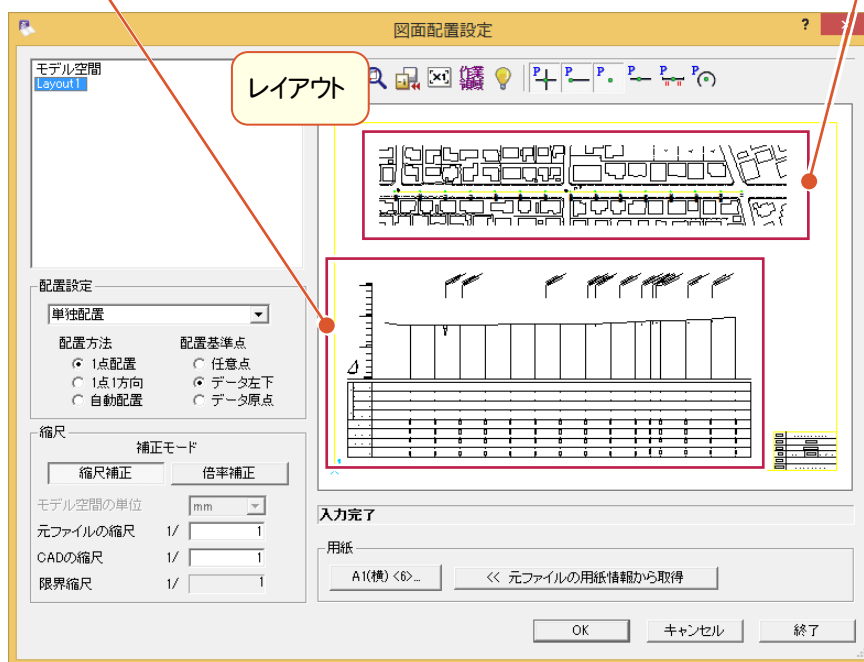 図面配置設定
?
モデル空間
Layout1
レイアウト
×1
作業
領域
P P P P P P
配置設定
単独配置
配置方法
配置基準点
1点配置
任意点
1点1方向
データ左下
自動配置
データ原点
縮尺
補正モード
縮尺補正
倍率補正
モデル空間の単位
mm
元ファイルの縮尺 1/ 1
CADの縮尺 1/ 1
限界縮尺 1/ 1
入力完了
用紙
A1(横) <6>...
<< 元ファイルの用紙情報から取得
OK
キャンセル
終了